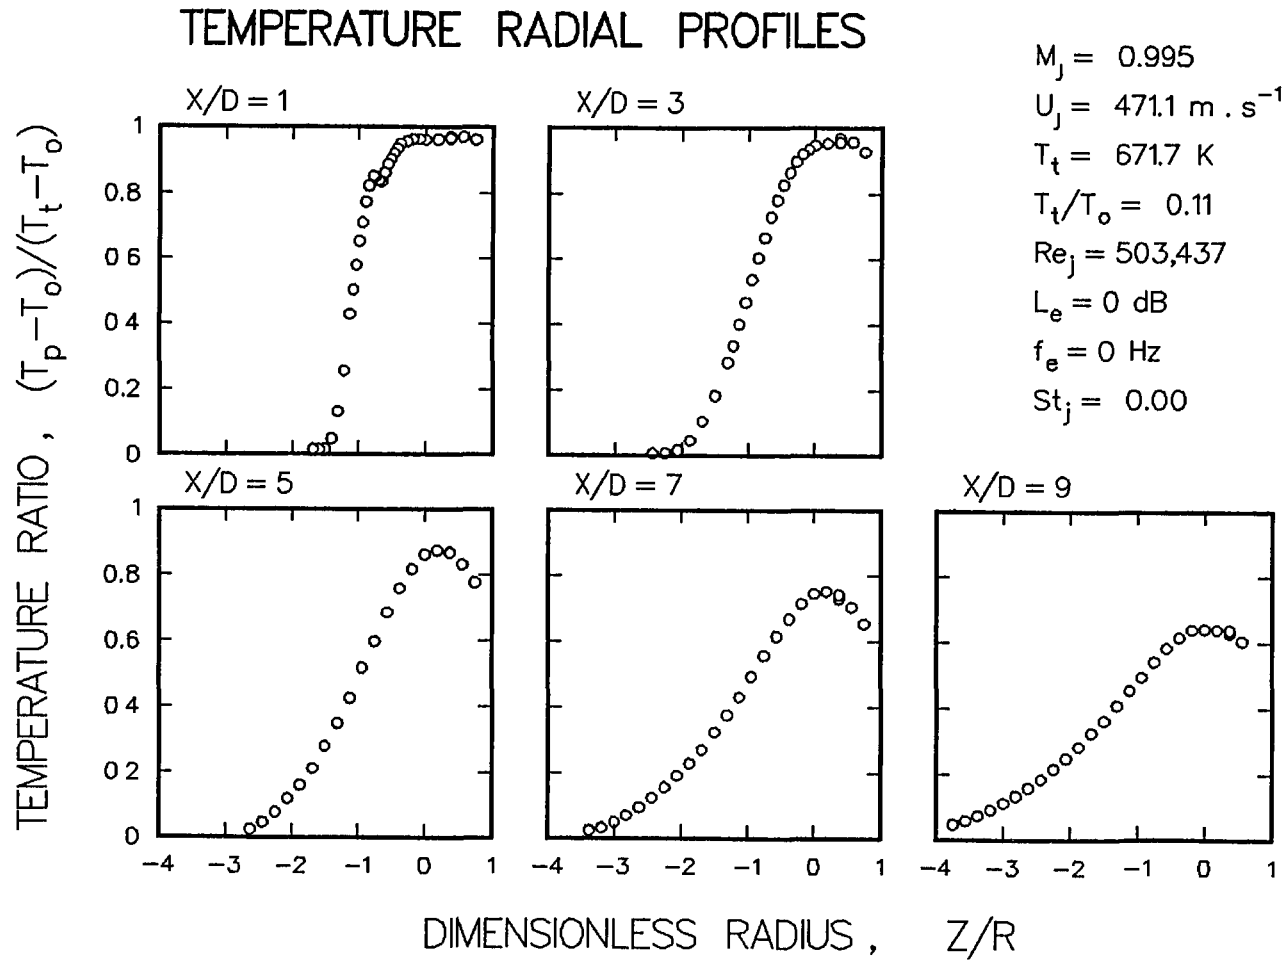 TEMPERATURE RADIAL PROFILES
M_j = 0.995
U_j = 471.1 m . s^-1
T_t = 671.7 K
T_t/T_o = 0.11
Re_j = 503,437
L_e = 0 dB
f_e = 0 Hz
St_j = 0.00
TEMPERATURE RATIO , (T_p-T_o)/(T_t-T_o)
X/D = 1
X/D = 3
1
0.8
0 6
0 4
0.2
0
X/D = 5
X/D = 7
X/D = 9
1
0.8
0.6
0 4
0 2
0
-4 -3 -2 -1 0 1
-4 -3 -2 -1 0 1
-4 -3 -2 -1 0 1
DIMENSIONLESS RADIUS , Z/R